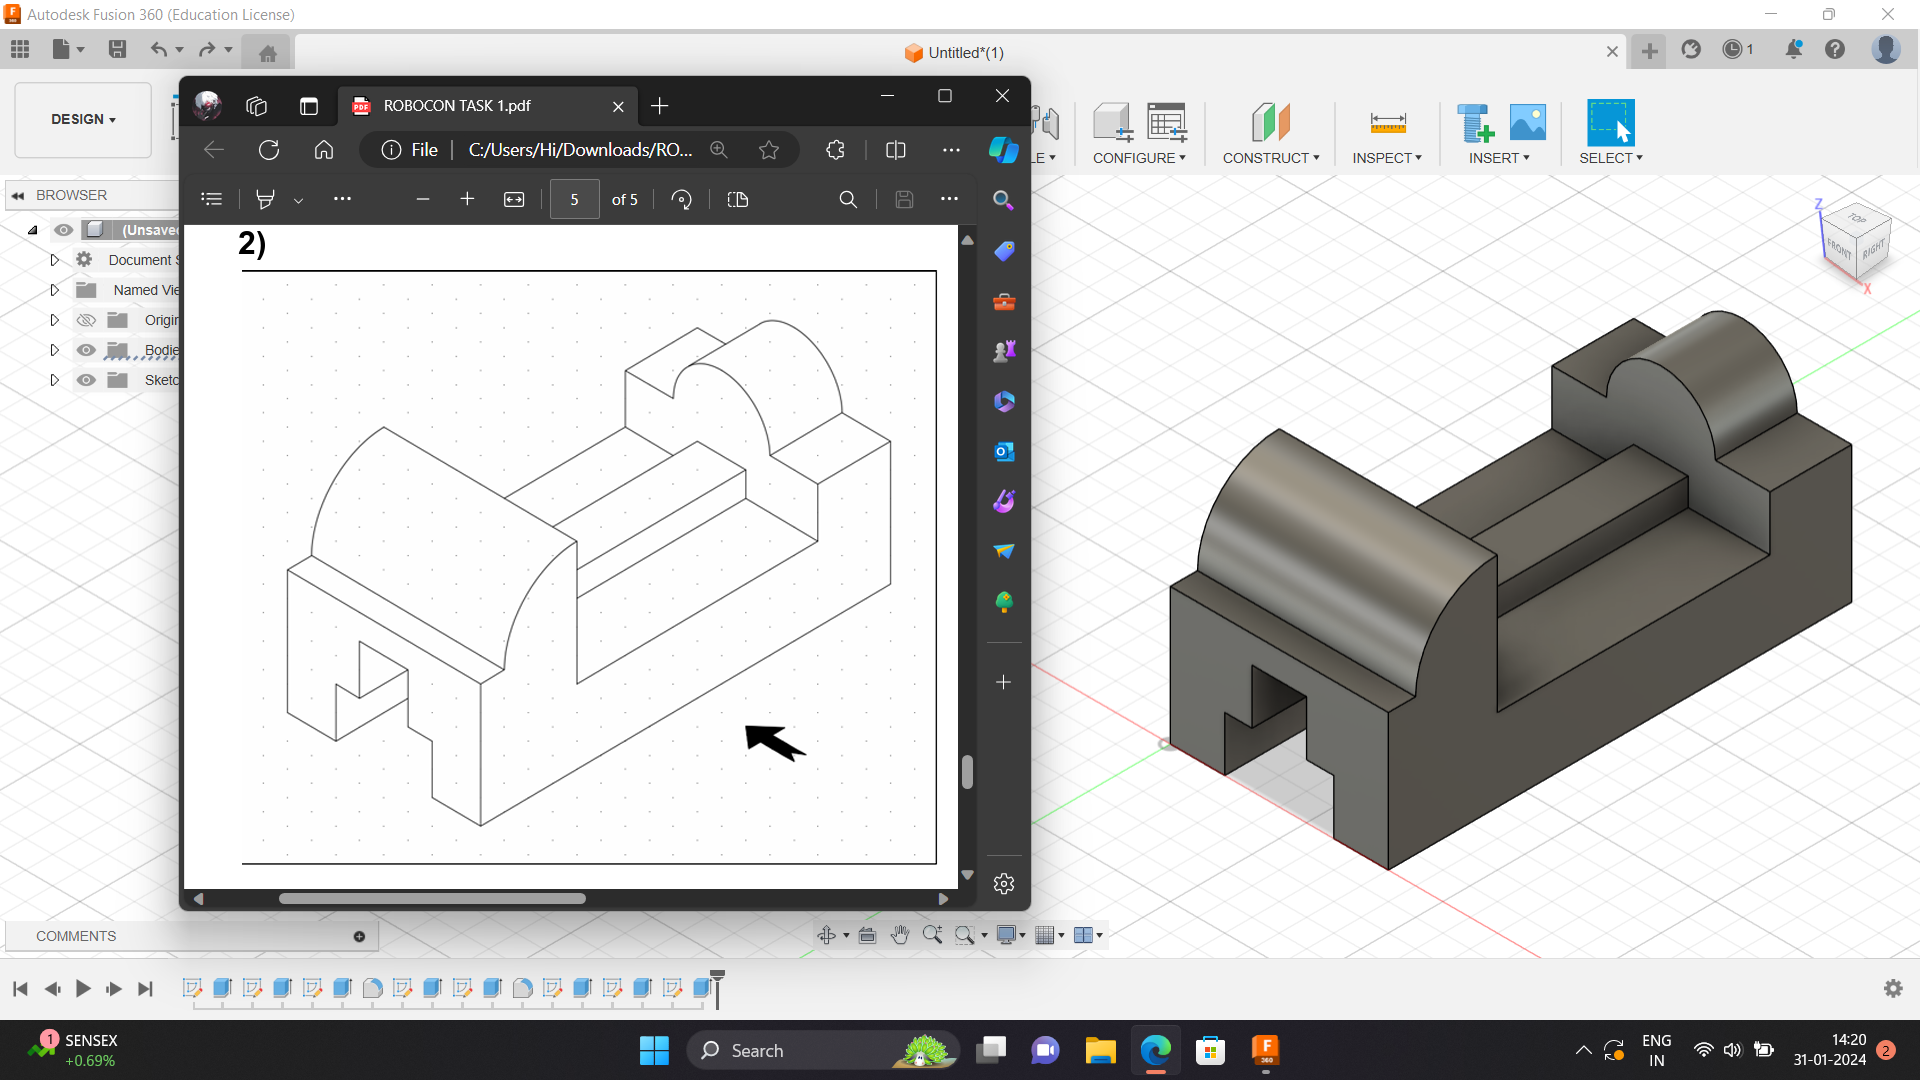 Autodesk Fusion 360 (Education License)
Untitled*(1)
1
DESIGN
ROBOCON TASK 1.pdf
File
C:/Users/Hi/Downloads/RO...
5
of 5
CONFIGURE
CONSTRUCT
INSPECT
INSERT
SELECT
BROWSER
(Unsave
Document
Named Vie
Origin
Bodie
Sketc
2)
Z
TOP
FRONT
RIGHT
X
COMMENTS
1
SENSEX
+0.69%
Search
ENG
IN
14:20
31-01-2024
2